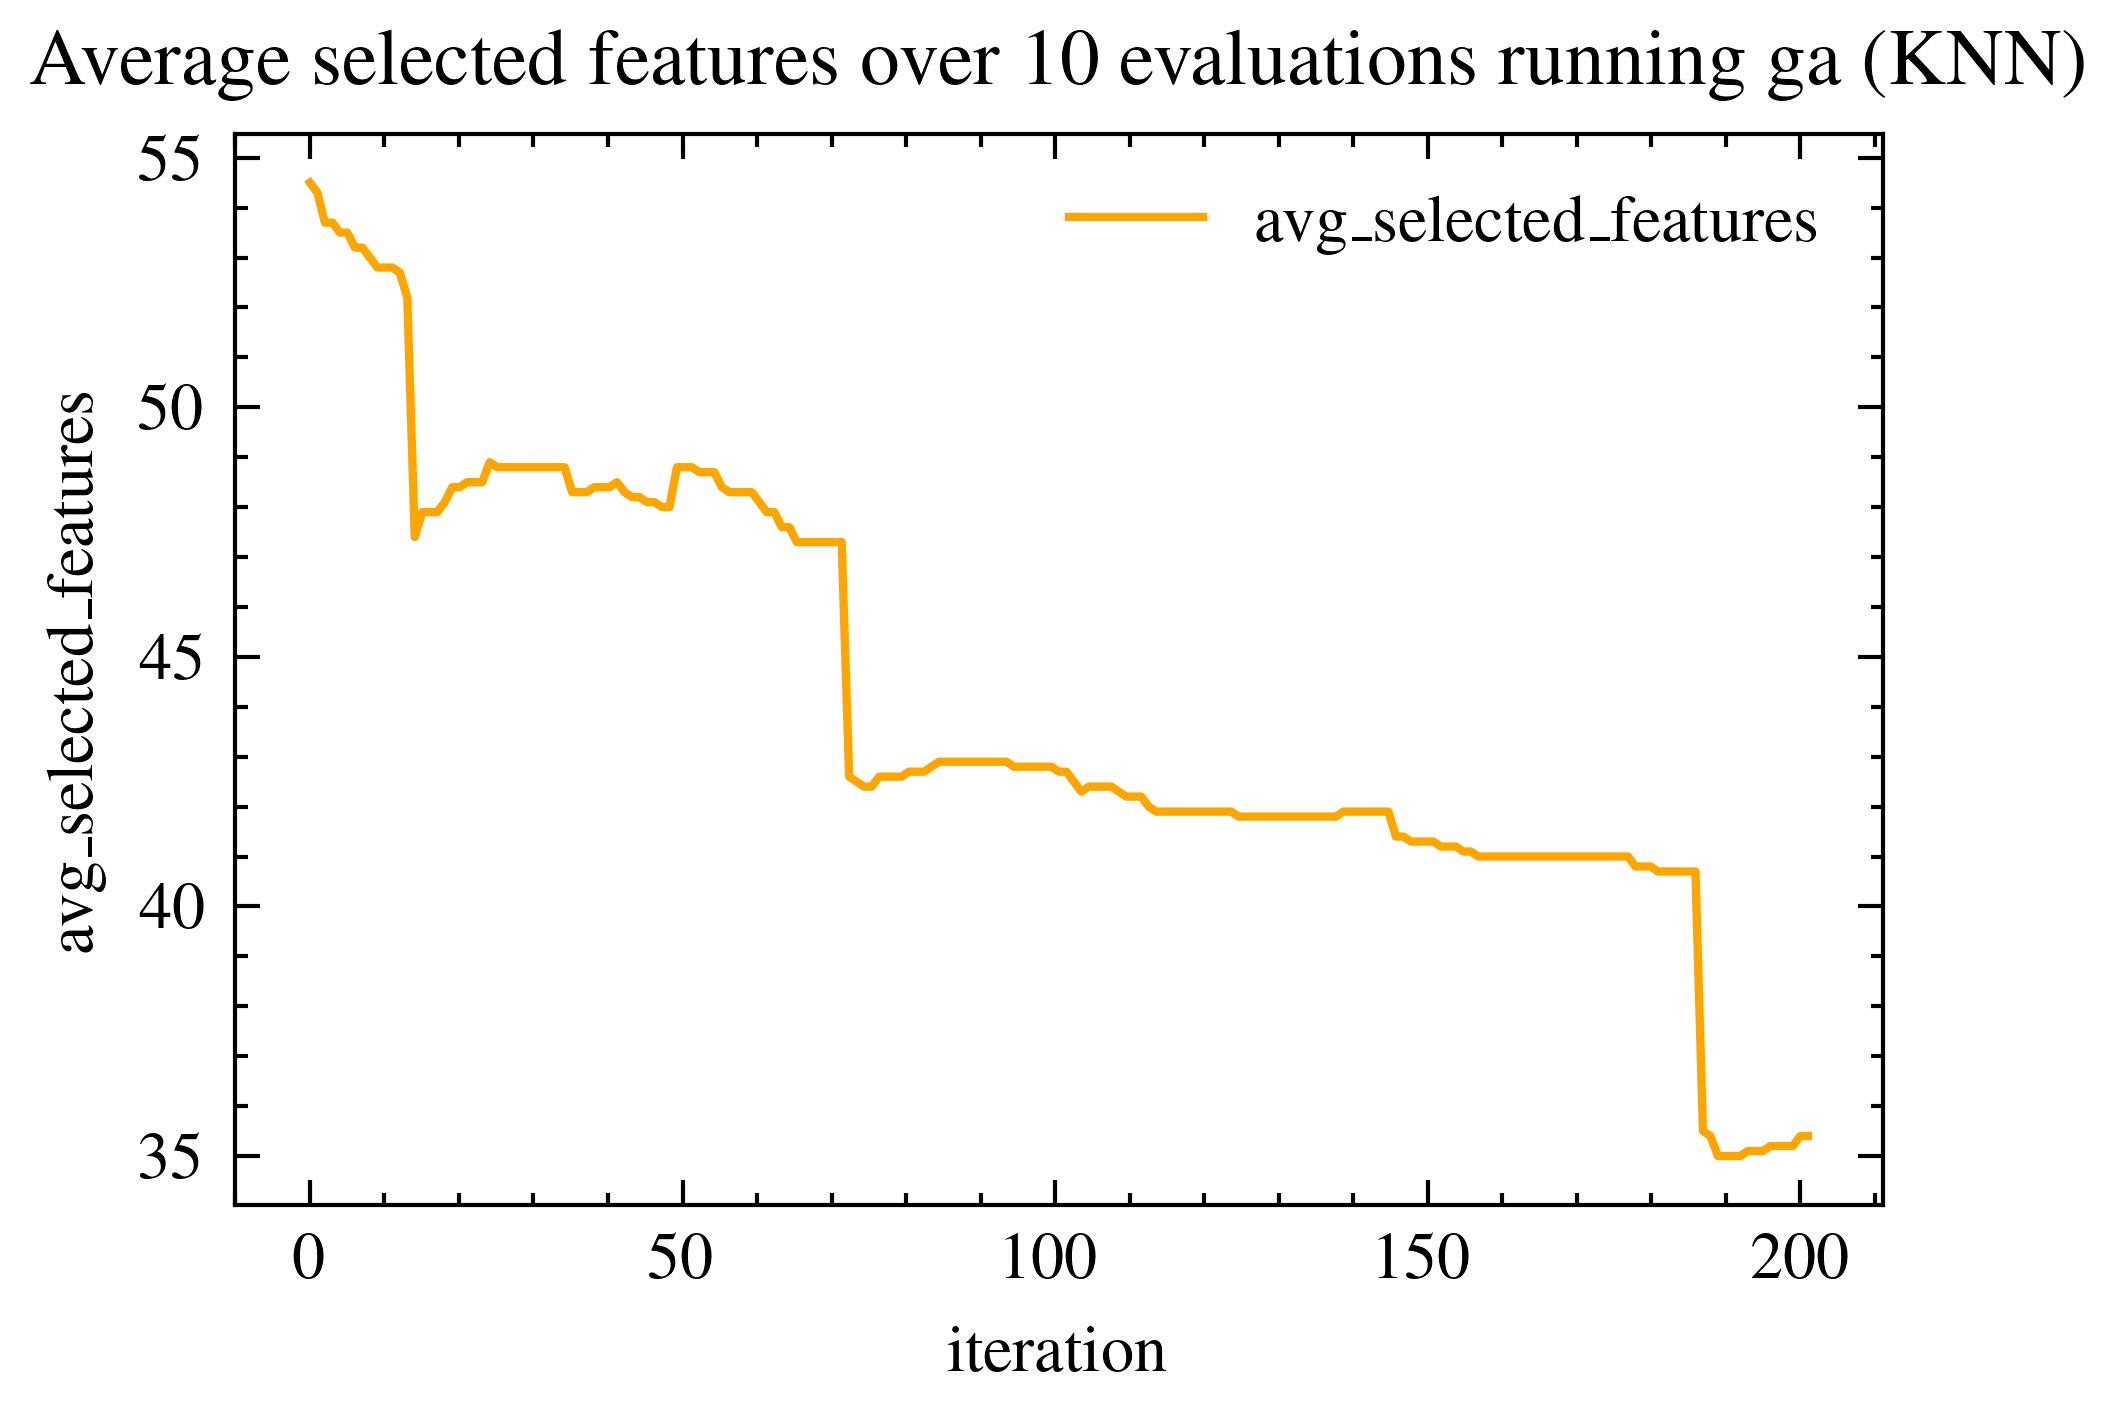 Average selected features over 10 evaluations running ga (KNN)
avg_selected_features
avg_selected_features
55
50
45
40
35
0 50 100 150 200
iteration